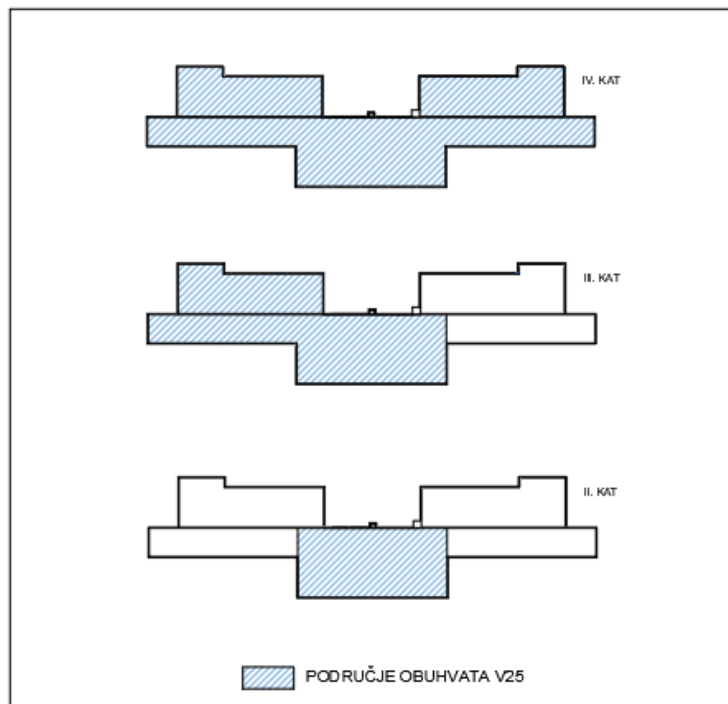 IV. KAT
III. KAT
II. KAT
PODRUČJE OBUHVATA V25